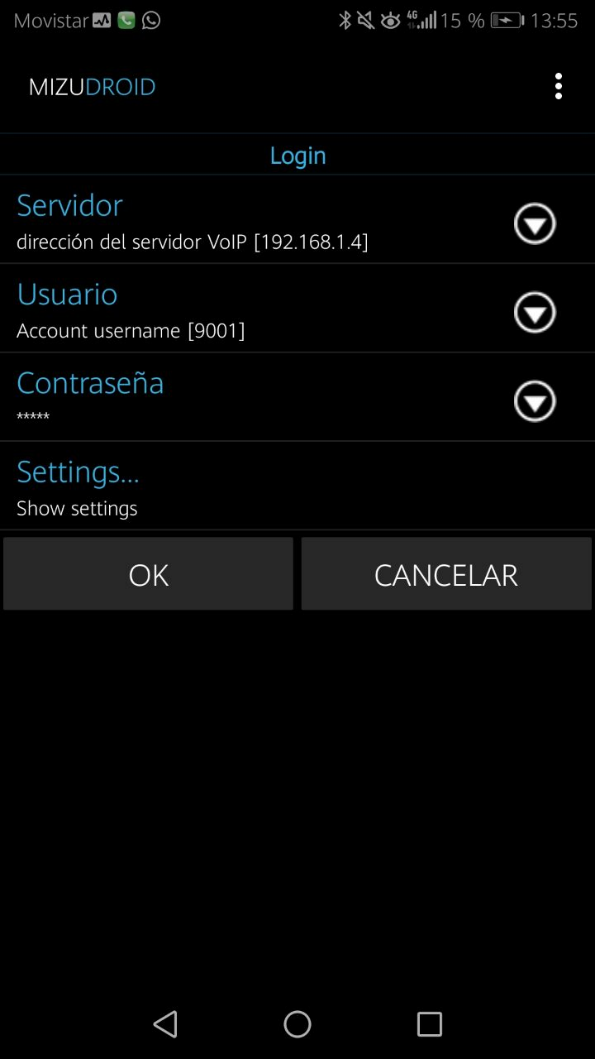 Movistar 4G 15 % 13:55
MIZUDROID
Login
Servidor
dirección del servidor VoIP [192.168.1.4]
Usuario
Account username [9001]
Contraseña
*****
Settings...
Show settings
OK CANCELAR